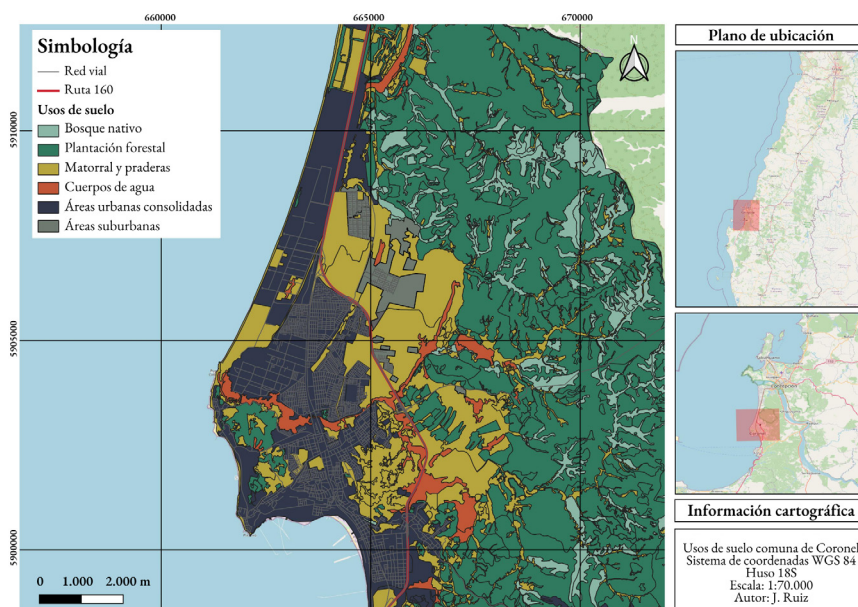 660000
665000
670000
Simbología
Red vial
Ruta 160
Usos de suelo
Bosque nativo
Plantación forestal
Matorral y praderas
Cuerpos de agua
Áreas urbanas consolidadas
Áreas suburbanas
5910000
5905000
5900000
N
0 1.000 2.000 m
Plano de ubicación
Información cartográfica
Usos de suelo comuna de Coronel
Sistema de coordenadas WGS 84
Huso 18S
Escala: 1:70.000
Autor: J. Ruiz